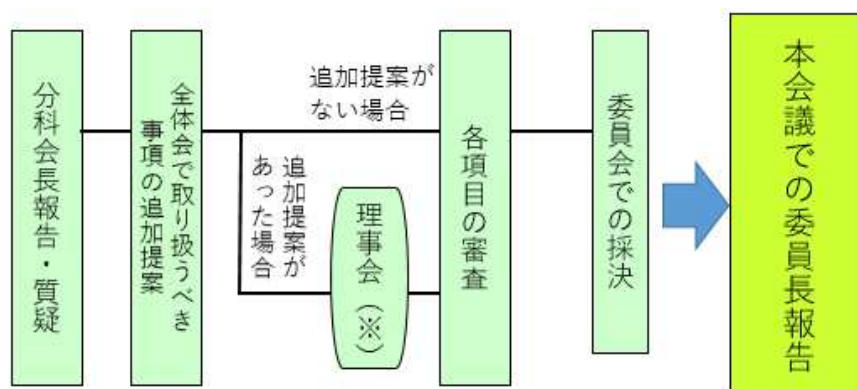 分科会長報告・質疑
全体会で取り扱うべき
事項の追加提案
追加提案が
ない場合
追加提案が
あった場合
理事会（※）
各項目の審査
委員会での採決
本会議での委員長報告